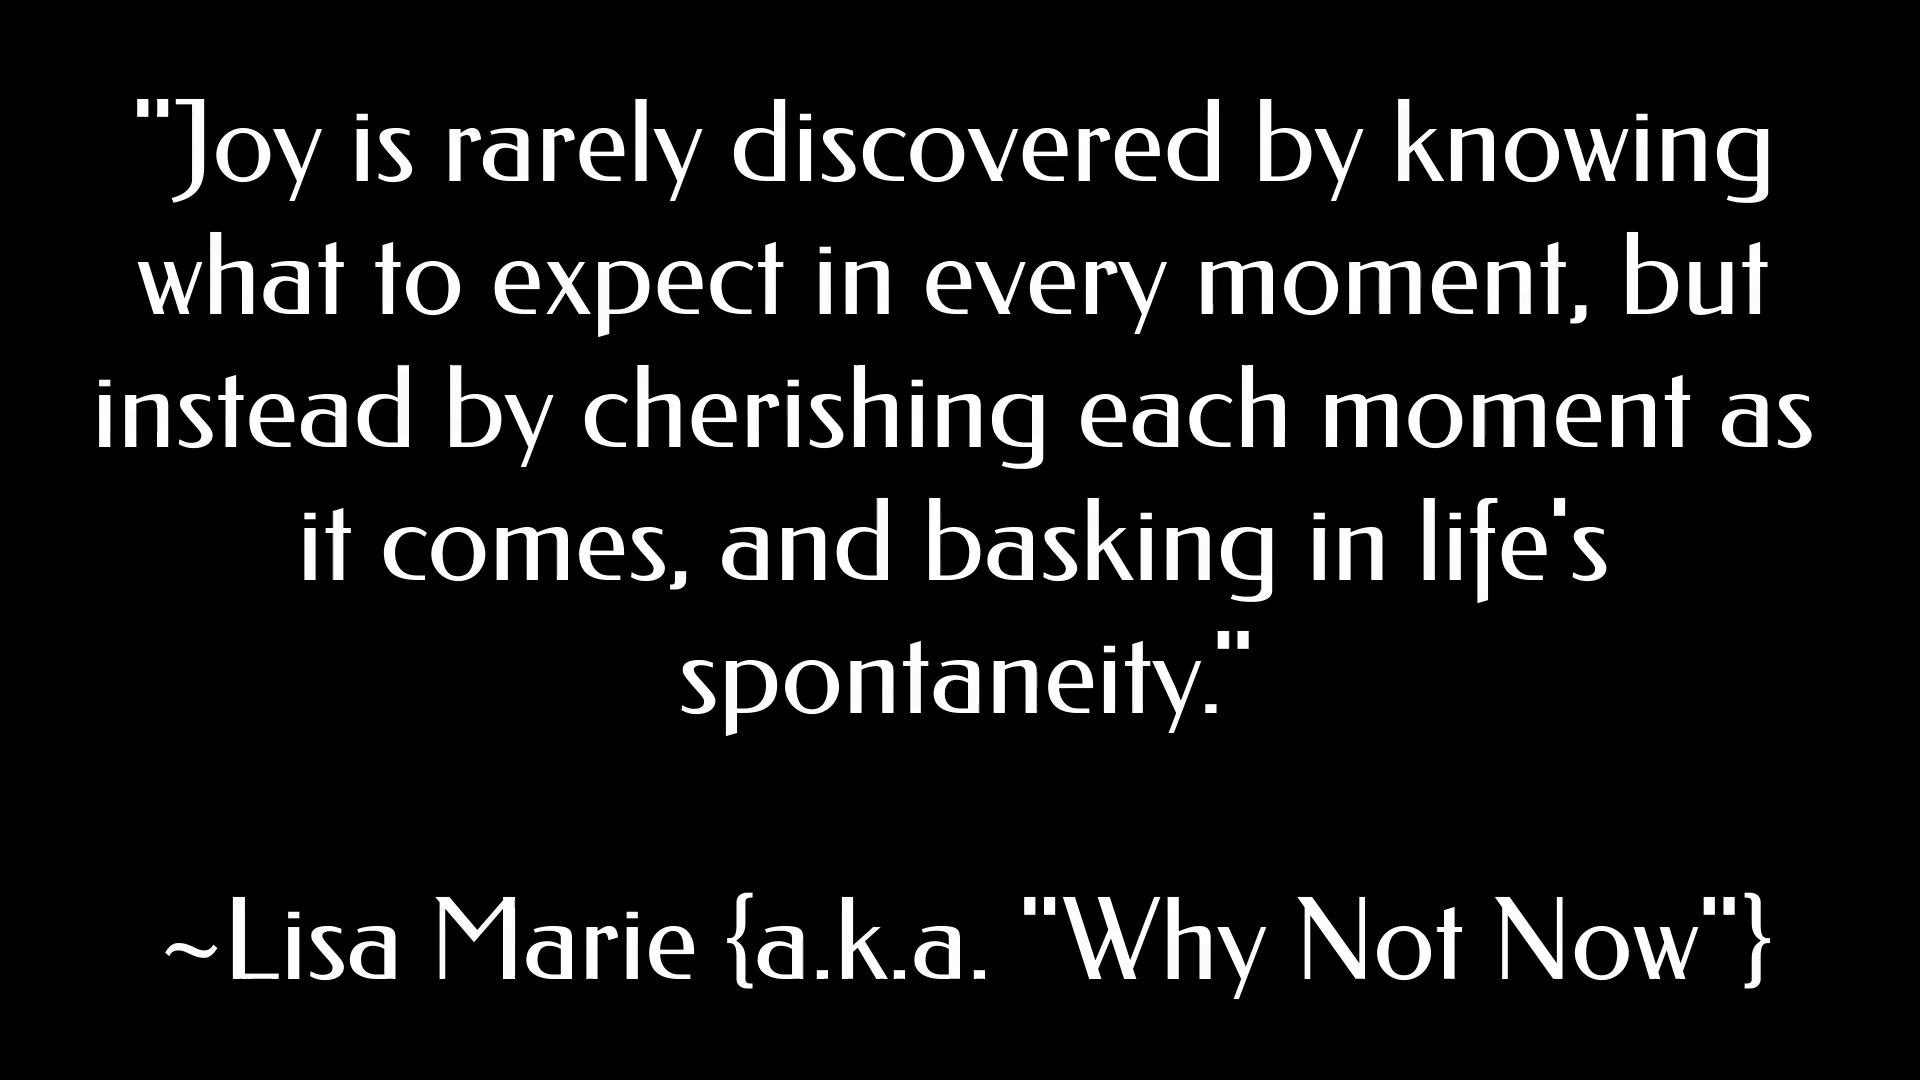 "Joy is rarely discovered by knowing
what to expect in every moment, but
instead by cherishing each moment as
it comes, and basking in life's
spontaneity."
~Lisa Marie {a.k.a. "Why Not Now"}